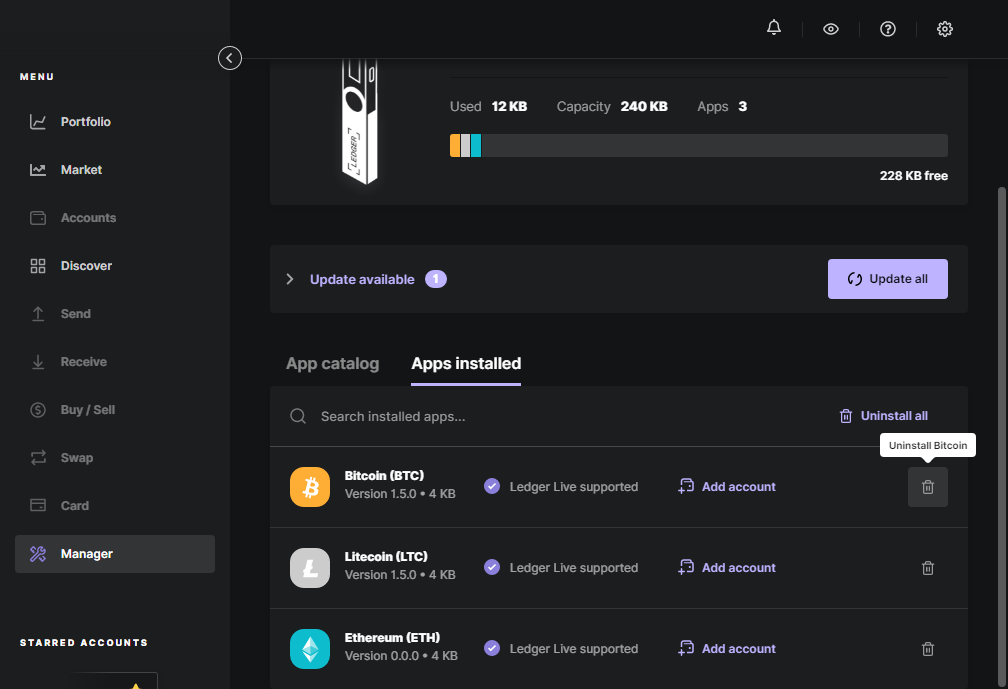 MENU
Portfolio
Market
Accounts
Discover
Send
Receive
Buy / Sell
Swap
Card
Manager
STARRED ACCOUNTS
LEDGER
Used 12 KB Capacity 240 KB Apps 3
228 KB free
Update available 1
Update all
App catalog Apps installed
Search installed apps...
Uninstall all
Uninstall Bitcoin
Bitcoin (BTC)
Version 1.5.0 • 4 KB
Ledger Live supported
Add account
Litecoin (LTC)
Version 1.5.0 • 4 KB
Ledger Live supported
Add account
Ethereum (ETH)
Version 0.0.0 • 4 KB
Ledger Live supported
Add account